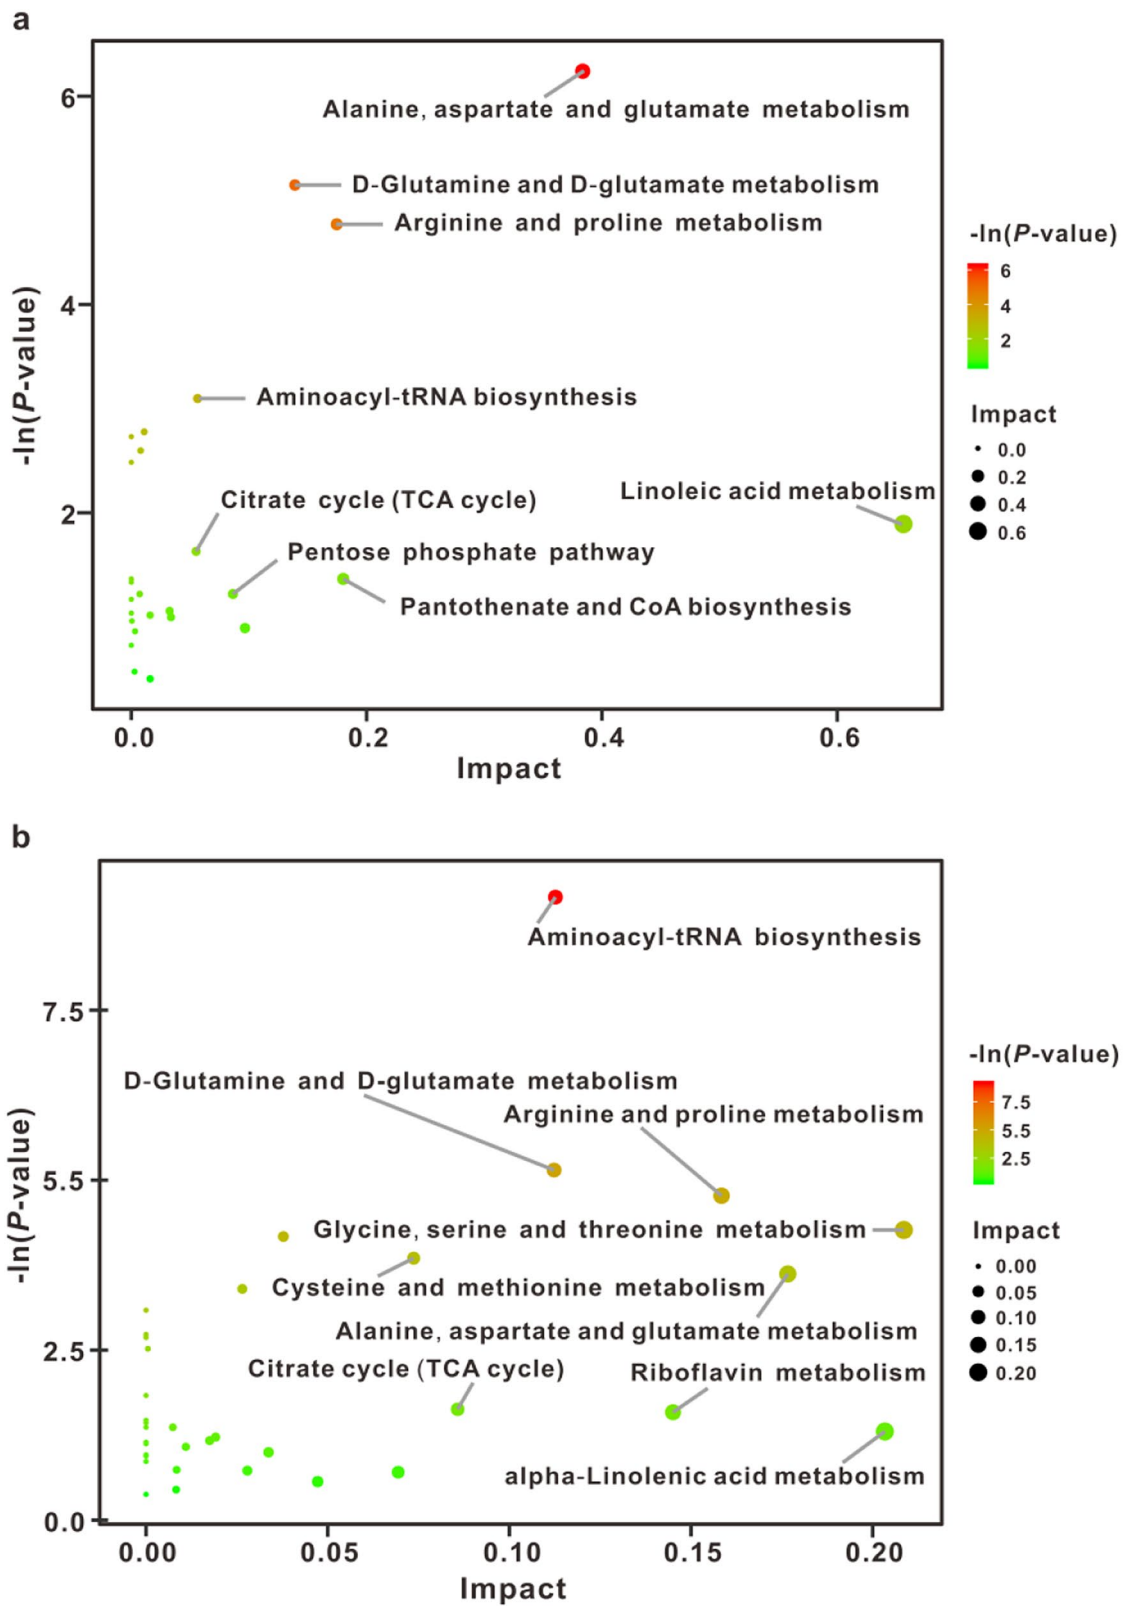 a
Alanine, aspartate and glutamate metabolism
D-Glutamine and D-glutamate metabolism
Arginine and proline metabolism
Aminoacyl-tRNA biosynthesis
Citrate cycle (TCA cycle)
Linoleic acid metabolism
Pentose phosphate pathway
Pantothenate and CoA biosynthesis
6
4
2
-ln(P-value)
0.0
0.2
0.4
0.6
Impact
-ln(P-value)
6
4
2
Impact
0.0
0.2
0.4
0.6
b
Aminoacyl-tRNA biosynthesis
D-Glutamine and D-glutamate metabolism
Arginine and proline metabolism
Glycine, serine and threonine metabolism
Cysteine and methionine metabolism
Alanine, aspartate and glutamate metabolism
Citrate cycle (TCA cycle)
Riboflavin metabolism
alpha-Linolenic acid metabolism
7.5
5.5
2.5
0.0
-ln(P-value)
0.00
0.05
0.10
0.15
0.20
Impact
-ln(P-value)
7.5
5.5
2.5
Impact
0.00
0.05
0.10
0.15
0.20